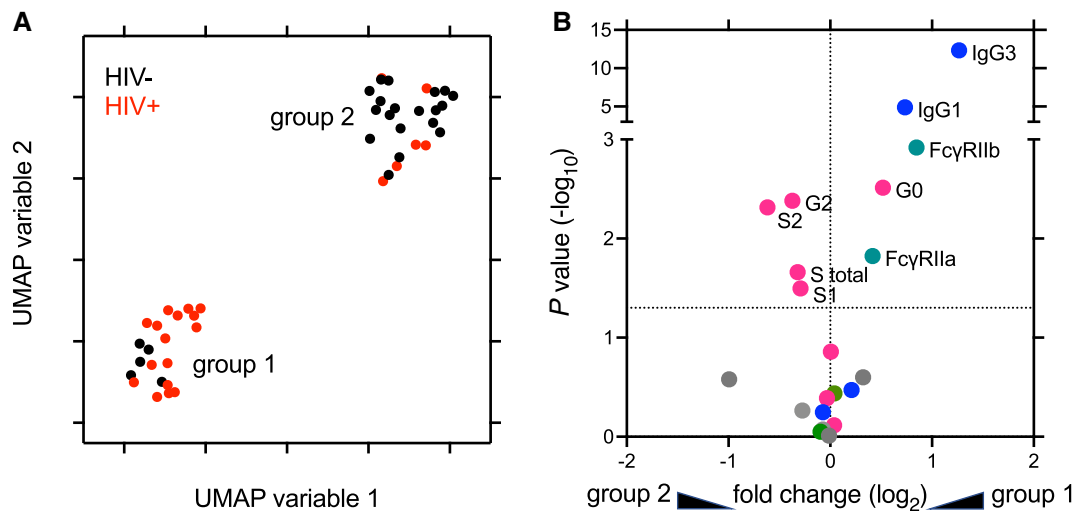 A
HIV-
HIV+
group 2
group 1
UMAP variable 2
UMAP variable 1
B
15
10
5
3
2
1
0
P value (-log10)
IgG3
IgG1
FcγRIIb
G0
G2
S2
FcγRIIa
S total
S1
-2
-1
0
1
2
group 2
fold change (log2)
group 1